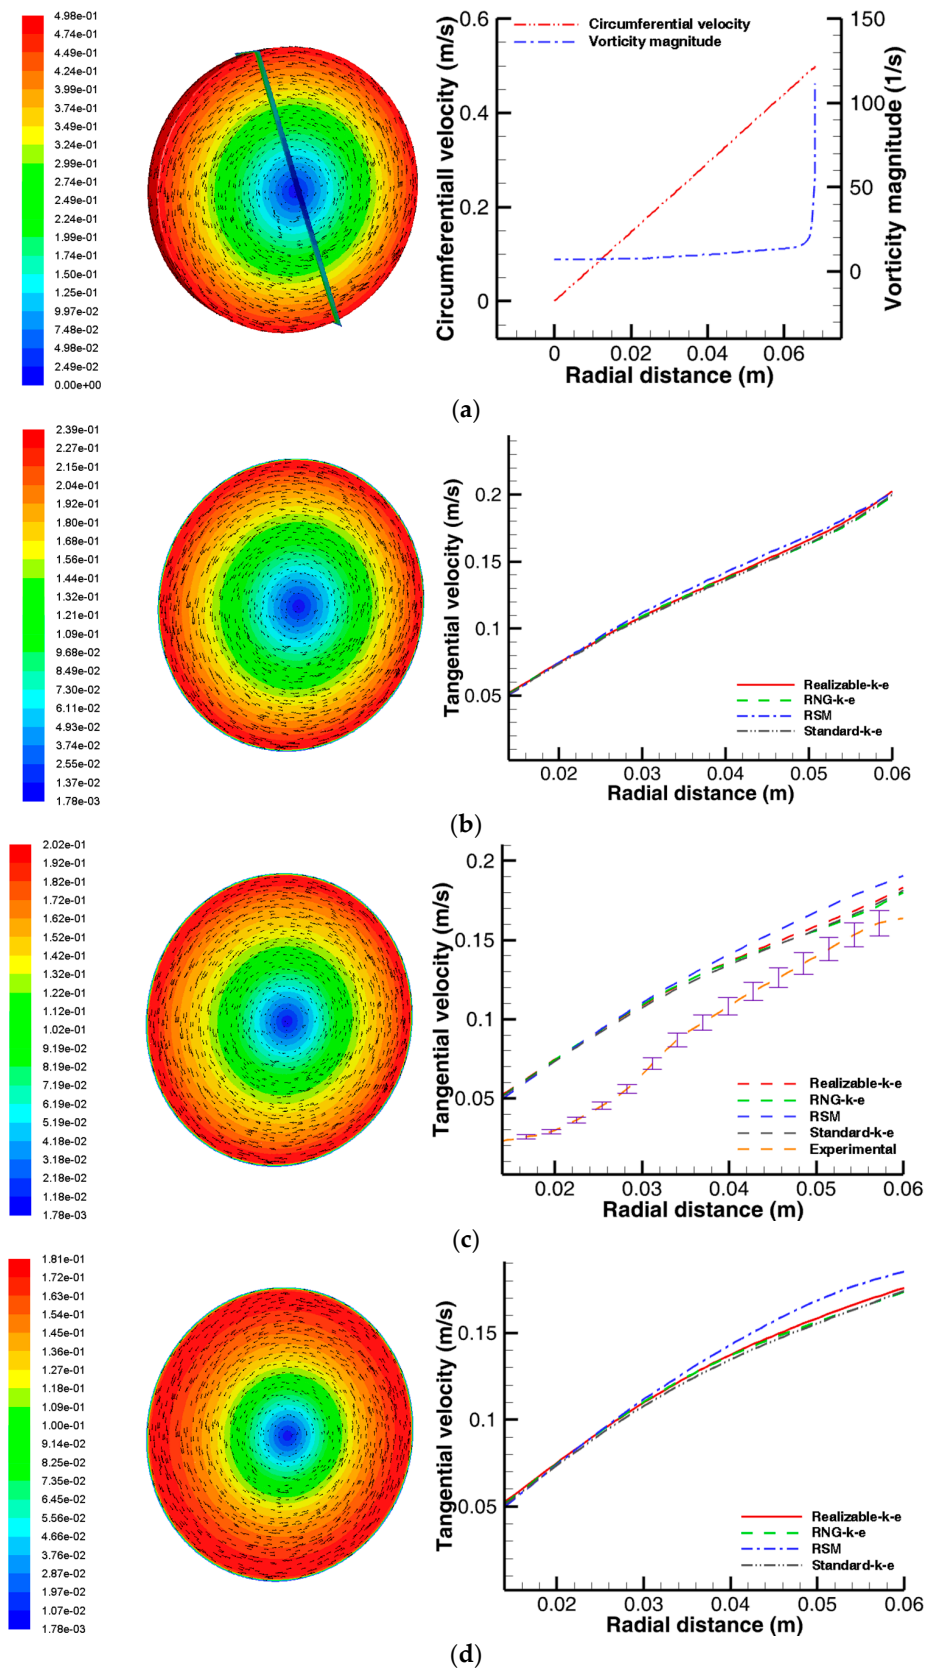 4.98e-01
4.74e-01
4.49e-01
4.24e-01
3.99e-01
3.74e-01
3.49e-01
3.24e-01
2.99e-01
2.74e-01
2.49e-01
2.24e-01
1.99e-01
1.74e-01
1.50e-01
1.25e-01
9.97e-02
7.48e-02
4.98e-02
2.49e-02
0.00e+00
Circumferentiall velocity (m/s)
0.6
0.4
0.2
0
Circumferential velocity
Vorticity magnitude
150
100
50
0
Vorticity magnitude (1/s)
0 0.02 0.04 0.06
Radial distance (m)
(a)
2.39e-01
2.27e-01
2.15e-01
2.04e-01
1.92e-01
1.80e-01
1.68e-01
1.56e-01
1.44e-01
1.32e-01
1.21e-01
1.09e-01
9.68e-02
8.49e-02
7.30e-02
6.11e-02
4.93e-02
3.74e-02
2.55e-02
1.37e-02
1.78e-03
Tangential velocity (m/s)
0.2
0.15
0.1
0.05
Realizable-k-e
RNG-k-e
RSM
Standard-k-e
0.02 0.03 0.04 0.05 0.06
Radial distance (m)
(b)
2.02e-01
1.92e-01
1.82e-01
1.72e-01
1.62e-01
1.52e-01
1.42e-01
1.32e-01
1.22e-01
1.12e-01
1.02e-01
9.19e-02
8.19e-02
7.19e-02
6.19e-02
5.19e-02
4.18e-02
3.18e-02
2.18e-02
1.18e-02
1.78e-03
Tangential velocity (m/s)
0.2
0.15
0.1
0.05
Realizable-k-e
RNG-k-e
RSM
Standard-k-e
Experimental
0.02 0.03 0.04 0.05 0.06
Radial distance (m)
(c)
1.81e-01
1.72e-01
1.63e-01
1.54e-01
1.45e-01
1.36e-01
1.27e-01
1.18e-01
1.09e-01
1.00e-01
9.14e-02
8.25e-02
7.35e-02
6.45e-02
5.56e-02
4.66e-02
3.76e-02
2.87e-02
1.97e-02
1.07e-02
1.78e-03
Tangential velocity (m/s)
0.15
0.1
0.05
Realizable-k-e
RNG-k-e
RSM
Standard-k-e
0.02 0.03 0.04 0.05 0.06
Radial distance (m)
(d)